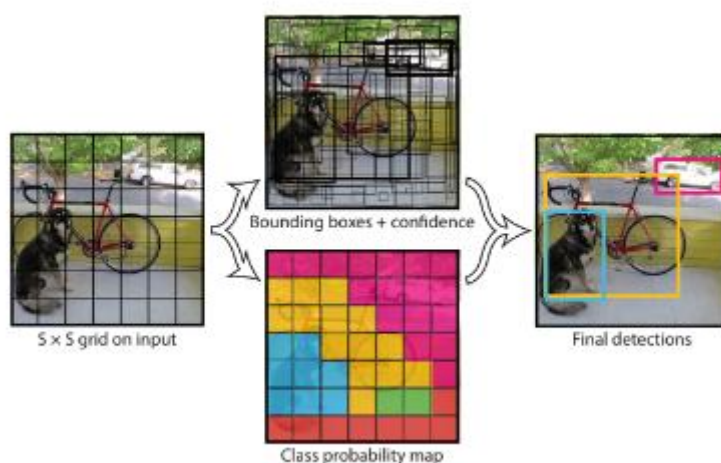 Bounding boxes + confidence
S × S grid on input
Final detections
Class probability map